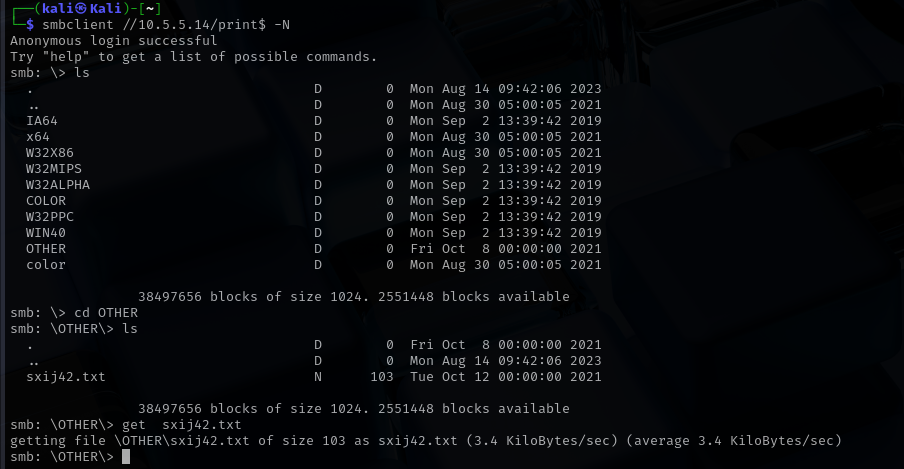 ┌──(kali㉿Kali)-[~]
└─$ smbclient //10.5.5.14/print$ -N
Anonymous login successful
Try "help" to get a list of possible commands.
smb: \> ls
  .                                   D        0  Mon Aug 14 09:42:06 2023
  ..                                  D        0  Mon Aug 30 05:00:05 2021
  IA64                                D        0  Mon Sep  2 13:39:42 2019
  x64                                 D        0  Mon Aug 30 05:00:05 2021
  W32X86                              D        0  Mon Aug 30 05:00:05 2021
  W32MIPS                             D        0  Mon Sep  2 13:39:42 2019
  W32ALPHA                            D        0  Mon Sep  2 13:39:42 2019
  COLOR                               D        0  Mon Sep  2 13:39:42 2019
  W32PPC                              D        0  Mon Sep  2 13:39:42 2019
  WIN40                               D        0  Mon Sep  2 13:39:42 2019
  OTHER                               D        0  Fri Oct  8 00:00:00 2021
  color                               D        0  Mon Aug 30 05:00:05 2021
                38497656 blocks of size 1024. 2551448 blocks available
smb: \> cd OTHER
smb: \OTHER\> ls
  .                                   D        0  Fri Oct  8 00:00:00 2021
  ..                                  D        0  Mon Aug 14 09:42:06 2023
  sxij42.txt                          N      103  Tue Oct 12 00:00:00 2021
                38497656 blocks of size 1024. 2551448 blocks available
smb: \OTHER\> get  sxij42.txt
getting file \OTHER\sxij42.txt of size 103 as sxij42.txt (3.4 KiloBytes/sec) (average 3.4 KiloBytes/sec)
smb: \OTHER\>